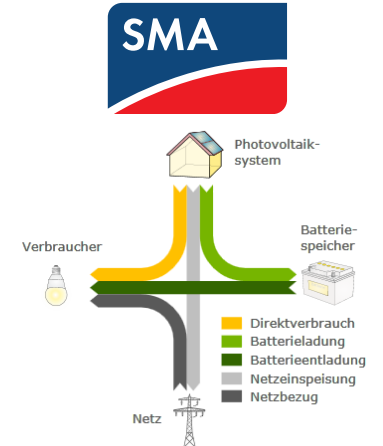 SMA
Photovoltaik-
system
Batterie-
speicher
Verbraucher
Direktverbrauch
Batterieladung
Batterieentladung
Netzeinspeisung
Netzbezug
Netz